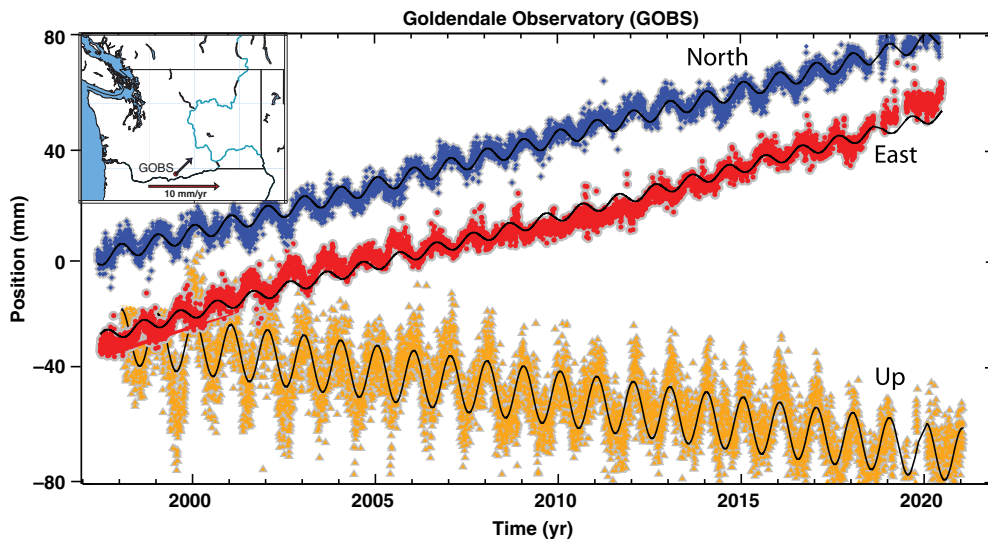 Goldendale Observatory (GOBS)
80
40
0
−40
−80
Position (mm)
GOBS
10 mm/yr
North
East
Up
2000
2005
2010
2015
2020
Time (yr)